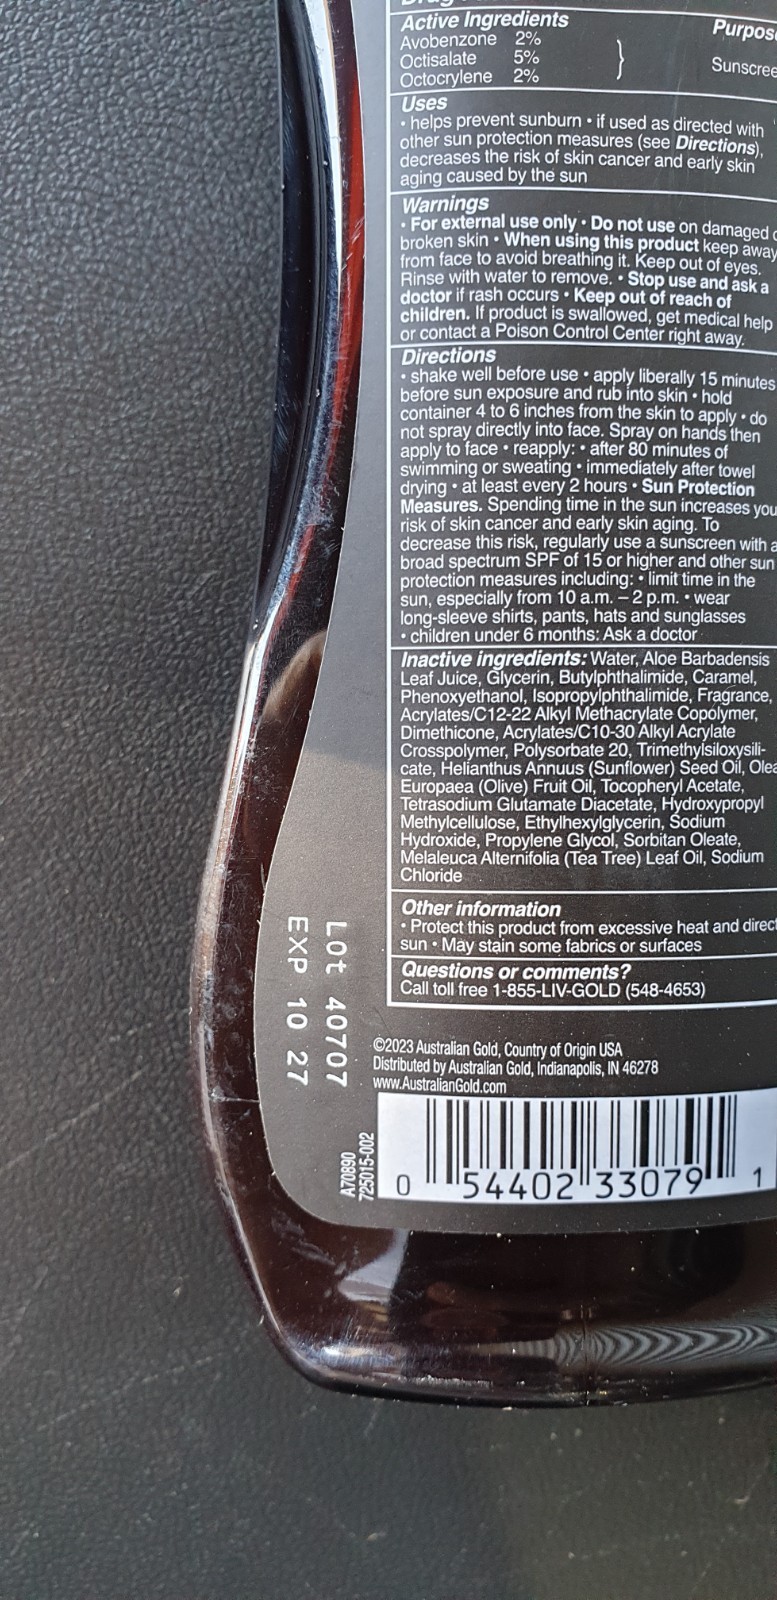 Active Ingredients
Avobenzone 2%
Octisalate 5%
Octocrylene 2%
Uses
• helps prevent sunburn • if used as directed with
other sun protection measures (see Directions),
decreases the risk of skin cancer and early skin
aging caused by the sun
Warnings
• For external use only • Do not use on damaged
broken skin • When using this product keep away
from face to avoid breathing it. Keep out of eyes.
Rinse with water to remove. • Stop use and ask a
doctor if rash occurs • Keep out of reach of
children. If product is swallowed, get medical help
or contact a Poison Control Center right away.
Directions
• shake well before use • apply liberally 15 minutes
before sun exposure and rub into skin • hold
container 4 to 6 inches from the skin to apply • do
not spray directly into face. Spray on hands then
apply to face • reapply: • after 80 minutes of
swimming or sweating • immediately after towel
drying • at least every 2 hours • Sun Protection
Measures. Spending time in the sun increases you
risk of skin cancer and early skin aging. To
decrease this risk, regularly use a sunscreen with a
broad spectrum SPF of 15 or higher and other sun
protection measures including: • limit time in the
sun, especially from 10 a.m. – 2 p.m. • wear
long-sleeve shirts, pants, hats and sunglasses
• children under 6 months: Ask a doctor
Inactive ingredients: Water, Aloe Barbadensis
Leaf Juice, Glycerin, Butylphthalimide, Caramel,
Phenoxyethanol, Isopropylphthalimide, Fragrance,
Acrylates/C12-22 Alkyl Methacrylate Copolymer,
Dimethicone, Acrylates/C10-30 Alkyl Acrylate
Crosspolymer, Polysorbate 20, Trimethylsiloxysili-
cate, Helianthus Annuus (Sunflower) Seed Oil, Olea
Europaea (Olive) Fruit Oil, Tocopheryl Acetate,
Tetrasodium Glutamate Diacetate, Hydroxypropyl
Methylcellulose, Ethylhexylglycerin, Sodium
Hydroxide, Propylene Glycol, Sorbitan Oleate,
Melaleuca Alternifolia (Tea Tree) Leaf Oil, Sodium
Chloride
Other information
• Protect this product from excessive heat and direct
sun • May stain some fabrics or surfaces
Questions or comments?
Call toll free 1-855-LIV-GOLD (548-4653)
LOt 40707
EXP 10 27
©2023 Australian Gold, Country of Origin USA
Distributed by Australian Gold, Indianapolis, IN 46278
www.AustralianGold.com
A70890
725015-002
0 54402 33079 1